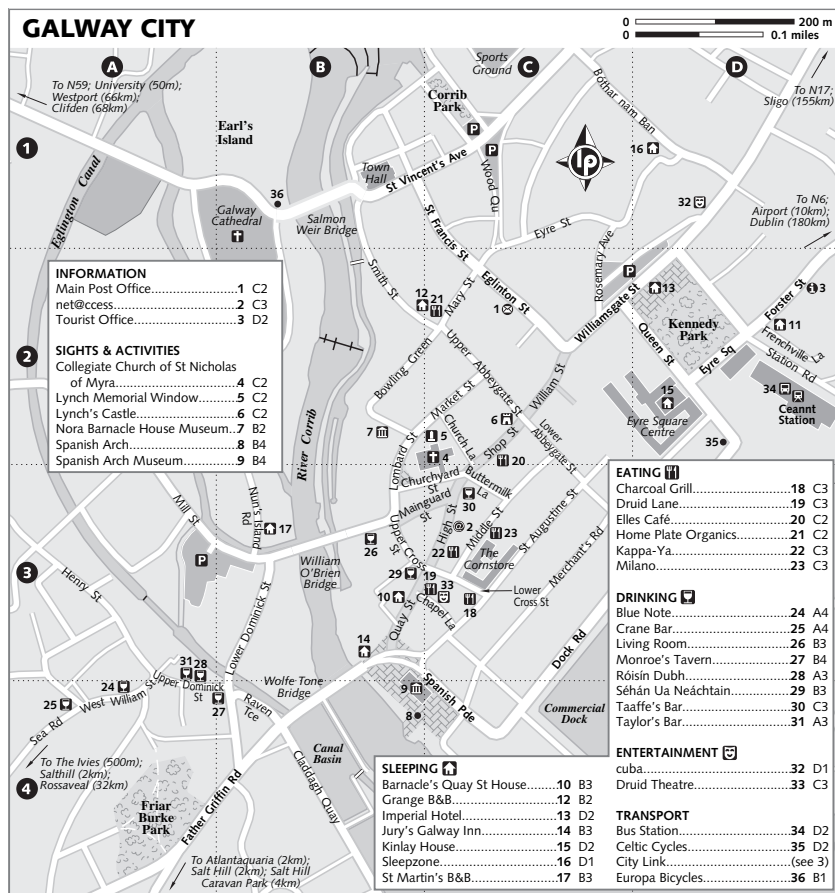 GALWAY CITY
0 200 m
0 0.1 miles
A
B
C
D
To N59; University (50m);
Westport (66km);
Clifden (68km)
Sports
Ground
Bóthar nam Ban
To N17;
Sligo (155km)
Corrib
Park
Earl's
Island
1
P
P
lp
16
Town
Hall
St Vincent's Ave
Wood Qu
Eglington Canal
36
32
To N6;
Airport (10km);
Dublin (180km)
Galway
Cathedral
Salmon
Weir Bridge
St Francis St
Eyre St
Rosemary Ave
INFORMATION
Main Post Office 1 C2
net@ccess 2 C3
Tourist Office 3 D2
SIGHTS & ACTIVITIES
Collegiate Church of St Nicholas
of Myra 4 C2
Lynch Memorial Window 5 C2
Lynch's Castle 6 C2
Nora Barnacle House Museum 7 B2
Spanish Arch 8 B4
Spanish Arch Museum 9 B4
Smith St
12
21
Mary St
Eglinton St
1
P
13
3
Williamsgate St
Forster St
11
Kennedy
Park
Frenchville La
2
Queen St
Station Rd
Bowling Green
Upper Abbeygate St
Eyre Sq
William St
15
34
Ceannt
Station
Market St
Eyre Square
Centre
6
7
5
Church La
Lower Abbeygate St
Shop St
35
River Corrib
Lombard St
4
20
Churchyard St
Buttermilk La
Mainguard St
30
Nun's Island Rd
17
Mill St
High St
2
Middle St
23
St Augustine St
26
22
The
Cornstore
Merchant's Rd
Upper Cross St
P
3
William
O'Brien
Bridge
29
19
33
Lower
Cross St
Henry St
10
Chapel La
18
Quay St
Lower Dominick St
14
Dock Rd
Wolfe Tone
Bridge
31
28
Upper Dominick St
24
Spanish Pde
9
West William St
27
Raven Tce
25
8
Commercial
Dock
Sea Rd
Canal
Basin
To The Ivies (500m);
Salthill (2km);
Rossaveal (32km)
4
Claddagh Quay
Friar
Burke
Park
Father Griffin Rd
To Atlantaquaria (2km);
Salt Hill (2km); Salt Hill
Caravan Park (4km)
SLEEPING
Barnacle's Quay St House 10 B3
Grange B&B 12 B2
Imperial Hotel 13 D2
Jury's Galway Inn 14 B3
Kinlay House 15 D2
Sleepzone 16 D1
St Martin's B&B 17 B3
EATING
Charcoal Grill 18 C3
Druid Lane 19 C3
Elles Café 20 C2
Home Plate Organics 21 C2
Kappa-Ya 22 C3
Milano 23 C3
DRINKING
Blue Note 24 A4
Crane Bar 25 A4
Living Room 26 B3
Monroe's Tavern 27 B4
Róisín Dubh 28 A3
Séhán Ua Neáchtain 29 B3
Taaffe's Bar 30 C3
Taylor's Bar 31 A3
ENTERTAINMENT
cuba 32 D1
Druid Theatre 33 C3
TRANSPORT
Bus Station 34 D2
Celtic Cycles 35 D2
City Link (see 3)
Europa Bicycles 36 B1